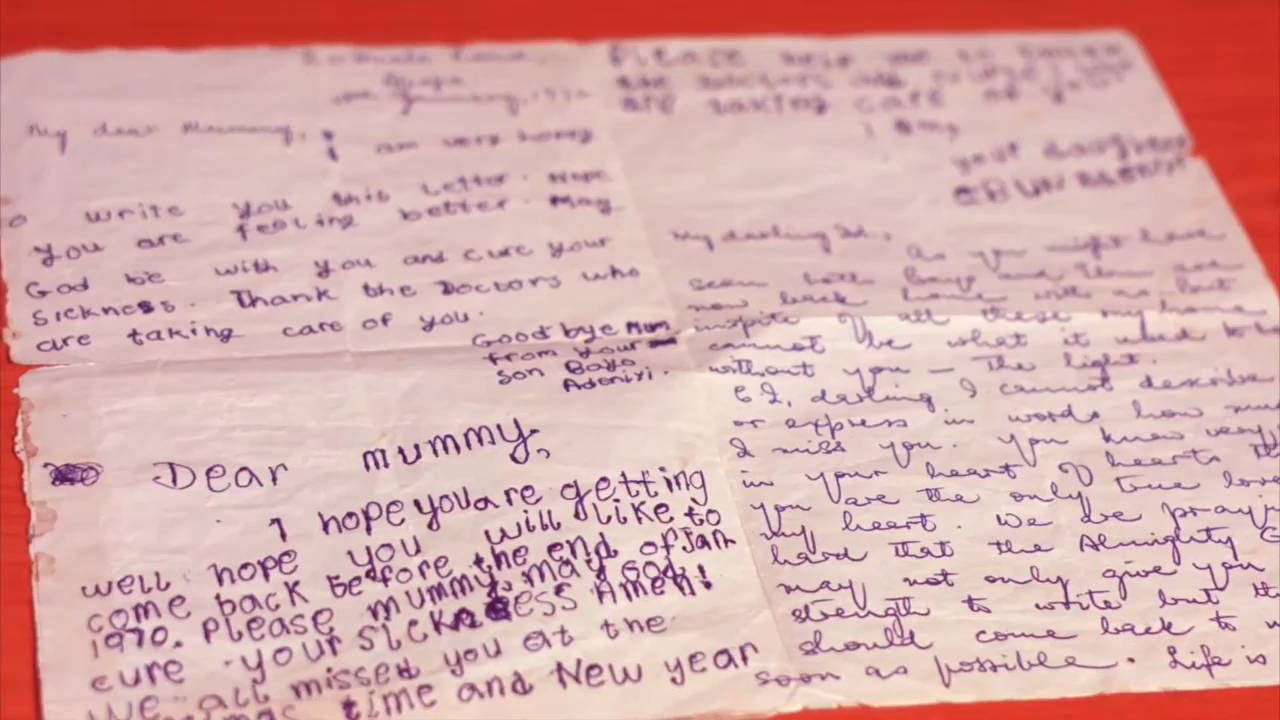 My dear Mummy,
I am very happy
to write you this letter. Hope
you are feeling better. May
God be with you and cure your
sickness. Thank the Doctors who
are taking care of you.
Good bye Mum
from your
son Bayo
Adeniyi.
Dear mummy,
I hope you are getting
well hope you will like to
come back before the end of Jan
1970. Please mummy, may God
cure your sickness Amen!
We all missed you at the
time and New year
Please help me to
the doctors and
are taking care of you
your daughter
My darling
As you might have
seen both Bayo and
now back home with us but
inspite of all these my home
cannot be what it used to be
without you — the light.
darling I cannot describe
or express in words how much
I miss you. You know very
in your heart of hearts
you are the only true love
my heart. We are praying
hard that the Almighty G
may not only give you
strength to write but
should come back to
soon as possible. Life is